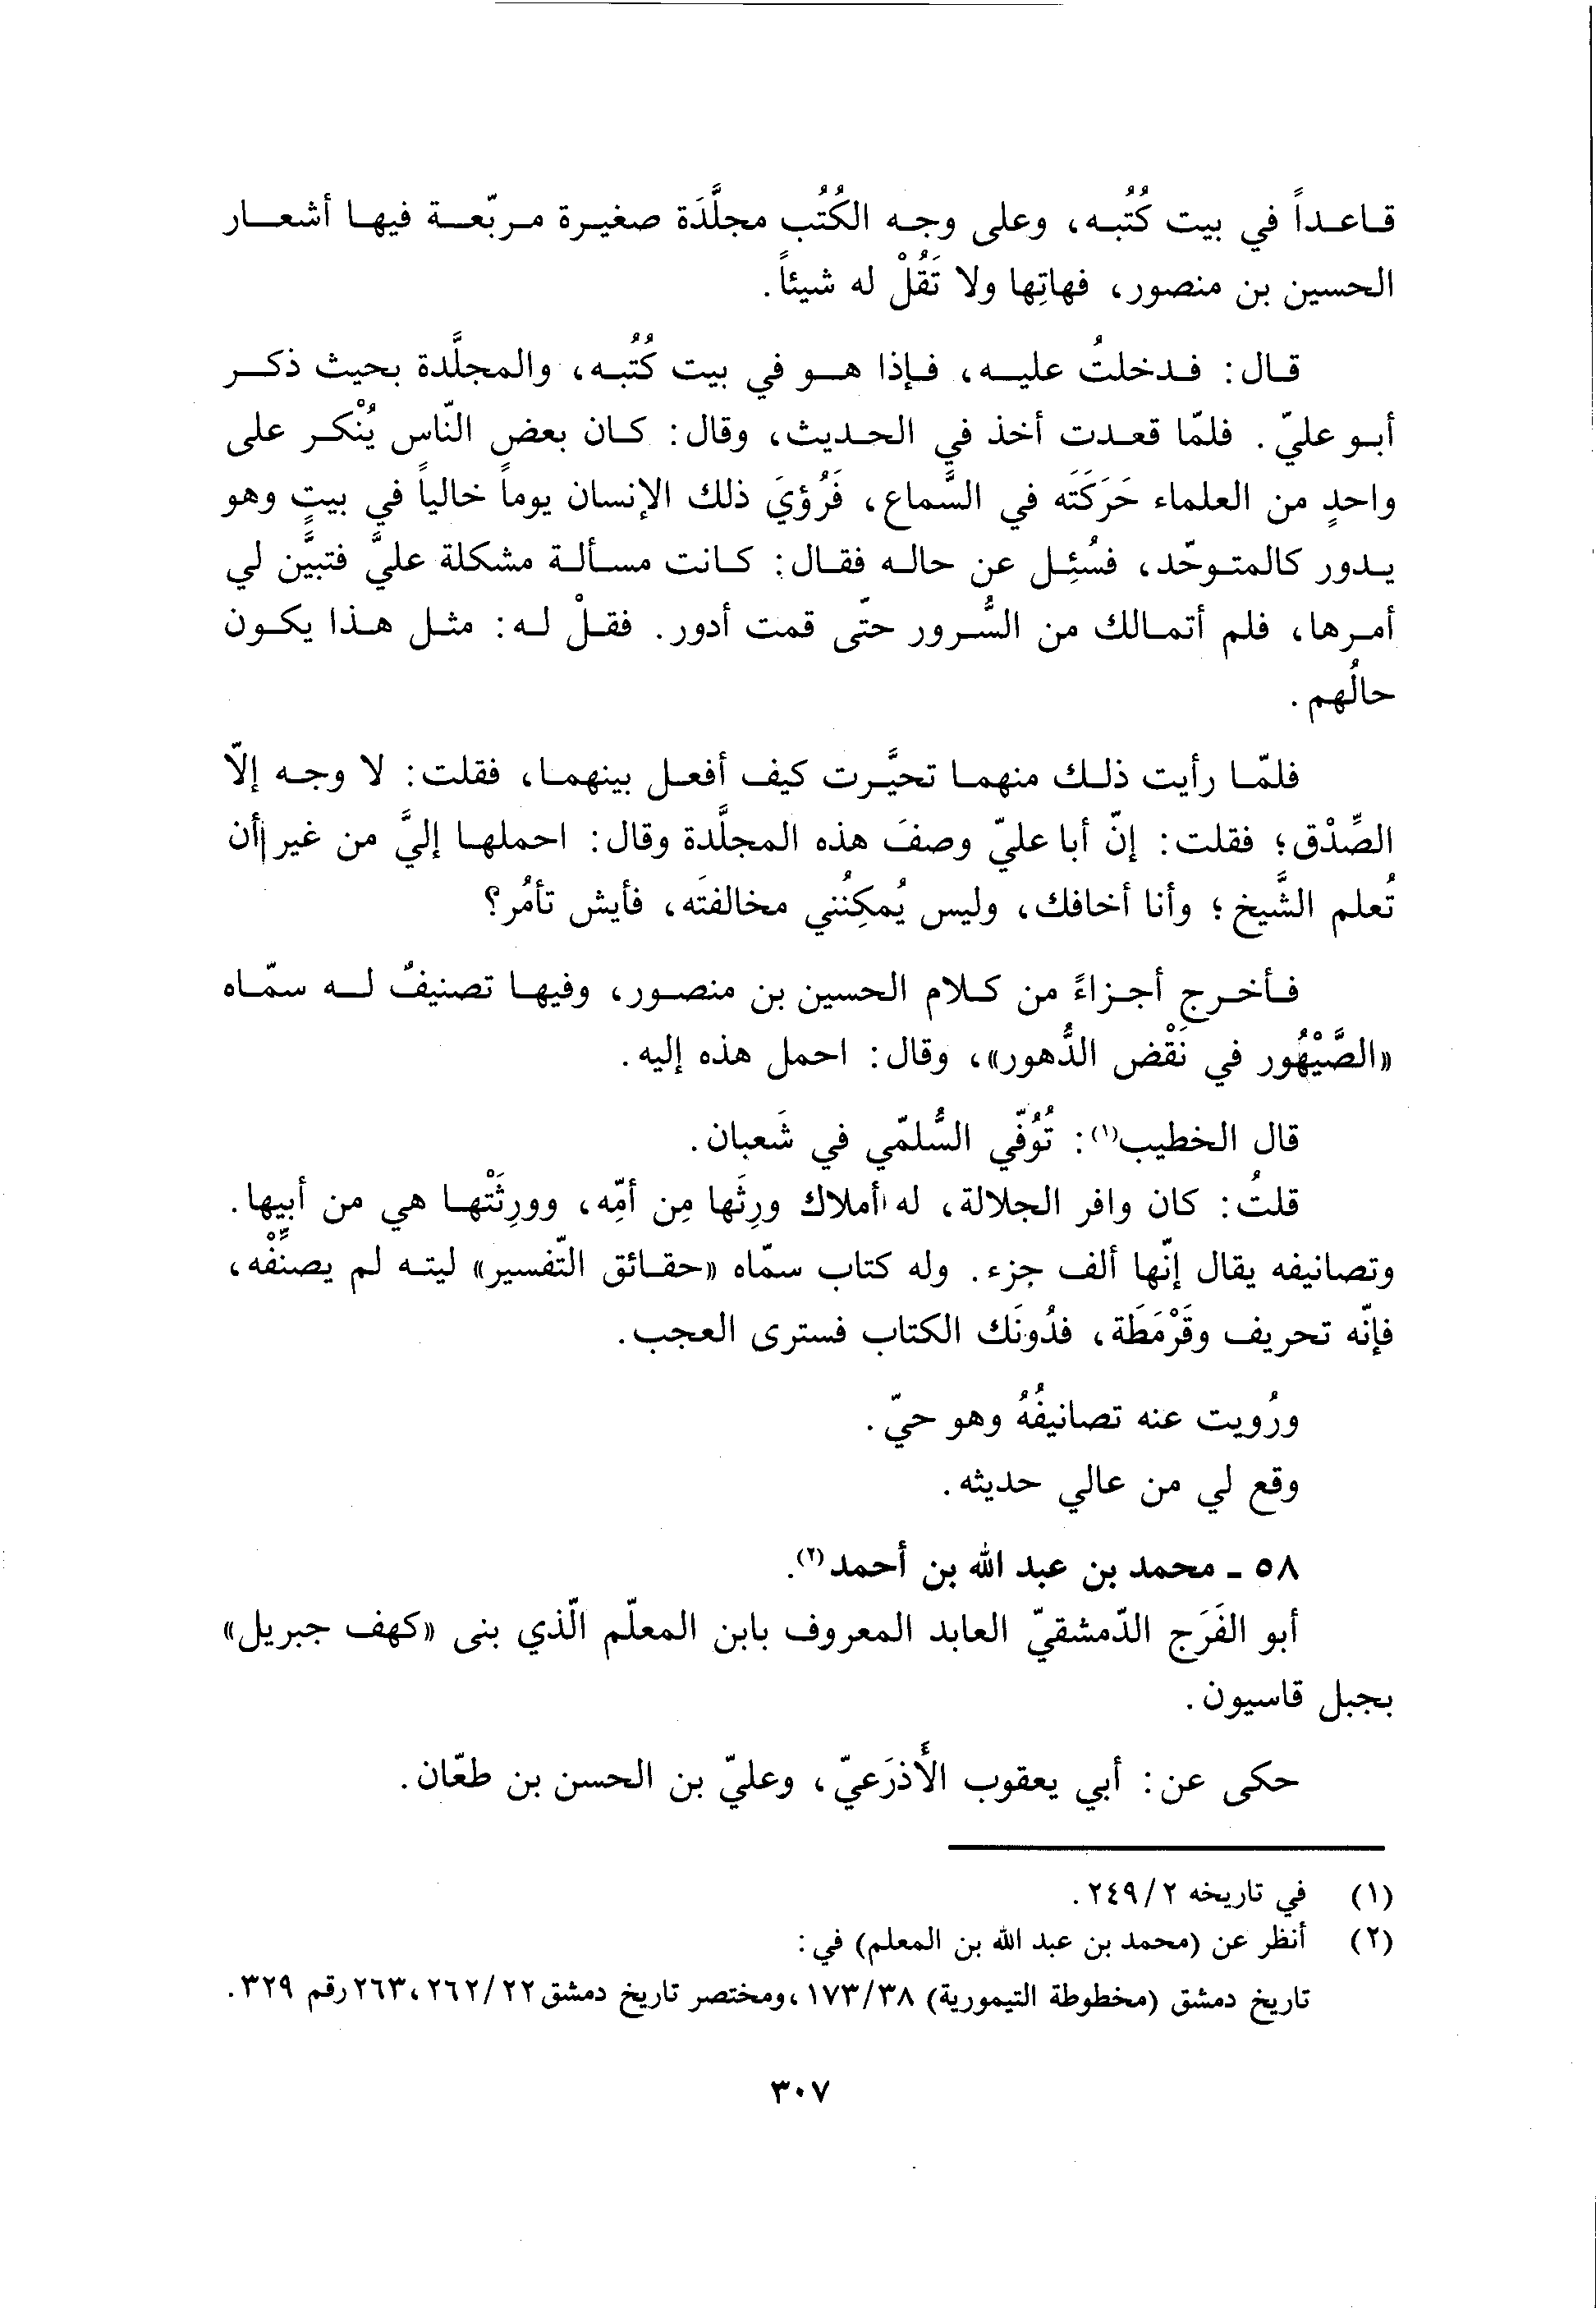 قاعداً في بيت كُتُبه، وعلى وجه الكُتُب مجلَّدَة صغيرة مربّعة فيها أشعار
الحسين بن منصور، فهاتِها ولا تَقُلْ له شيئاً.
قال: فدخلتُ عليه، فإذا هو في بيت كُتُبه، والمجلَّدة بحيث ذكر
أبو عليّ. فلمّا قعدت أخذ في الحديث، وقال: كان بعض النّاس يُنْكر على
واحدٍ من العلماء حَرَكَتَه في السَّماع، فَرُؤيَ ذلك الإنسان يوماً خالياً في بيتٍ وهو
يدور كالمتوحّد، فسُئِل عن حاله فقال: كانت مسألة مشكلة عليَّ فتبيَّن لي
أمرها، فلم أتمالك من السُّرور حتّى قمت أدور. فقلْ له: مثل هذا يكون
حالُهم.
فلمّا رأيت ذلك منهما تحيَّرت كيف أفعل بينهما، فقلت: لا وجه إلّا
الصِّدْق؛ فقلت: إنّ أبا عليّ وصفَ هذه المجلَّدة وقال: احملها إليَّ من غير أن
تُعلم الشَّيخ؛ وأنا أخافك، وليس يُمكِنُني مخالفتَه، فأيش تأمُر؟
فأخرج أجزاءً من كلام الحسين بن منصور، وفيها تصنيفٌ له سمّاه
«الصَّيْهُور في نَقْض الدُّهور»، وقال: احمل هذه إليه.
قال الخطيب(١): تُوُفّي السُّلمّي في شَعبان.
قلتُ: كان وافر الجلالة، له أملاك ورِثَها مِن أمِّه، وورِثَتْها هي من أبيها.
وتصانيفه يقال إنّها ألف جزء. وله كتاب سمّاه «حقائق التّفسير» ليته لم يصنِّفْه،
فإنّه تحريف وقَرْمَطَة، فدُونَك الكتاب فسترى العجب.
ورُويت عنه تصانيفُهُ وهو حيّ.
وقع لي من عالي حديثه.
٥٨ ـ محمد بن عبد الله بن أحمد(٢).
أبو الفَرَج الدّمشقيّ العابد المعروف بابن المعلّم الّذي بنى «كهف جبريل»
بجبل قاسيون.
حكى عن: أبي يعقوب الأَذرَعيّ، وعليّ بن الحسن بن طعّان.
(١) في تاريخه ٢/٢٤٩.
(٢) أنظر عن (محمد بن عبد الله بن المعلم) في:
تاريخ دمشق (مخطوطة التيمورية) ٣٨/١٧٣، ومختصر تاريخ دمشق ٢٢/٢٦٢، ٢٦٣ رقم ٣٢٩.
٣٠٧